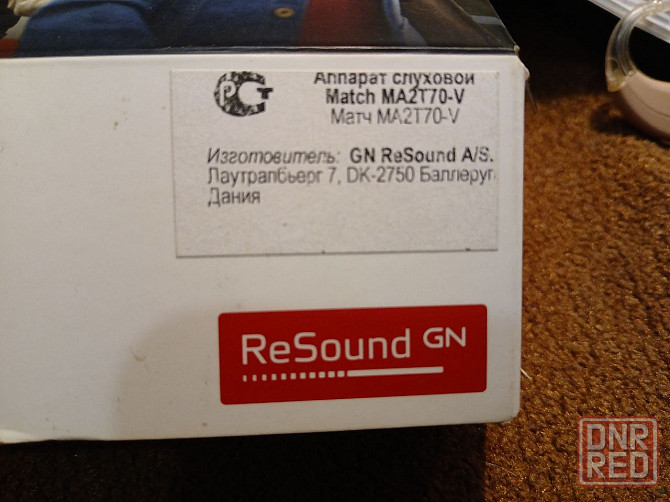 Аппарат слуховой
Match MA2T70-V
Матч MA2T70-V
Изготовитель: GN ReSound A/S.
Лаутрапбьерг 7, DK-2750 Баллеруп
Дания
ReSound GN
DNR
RED